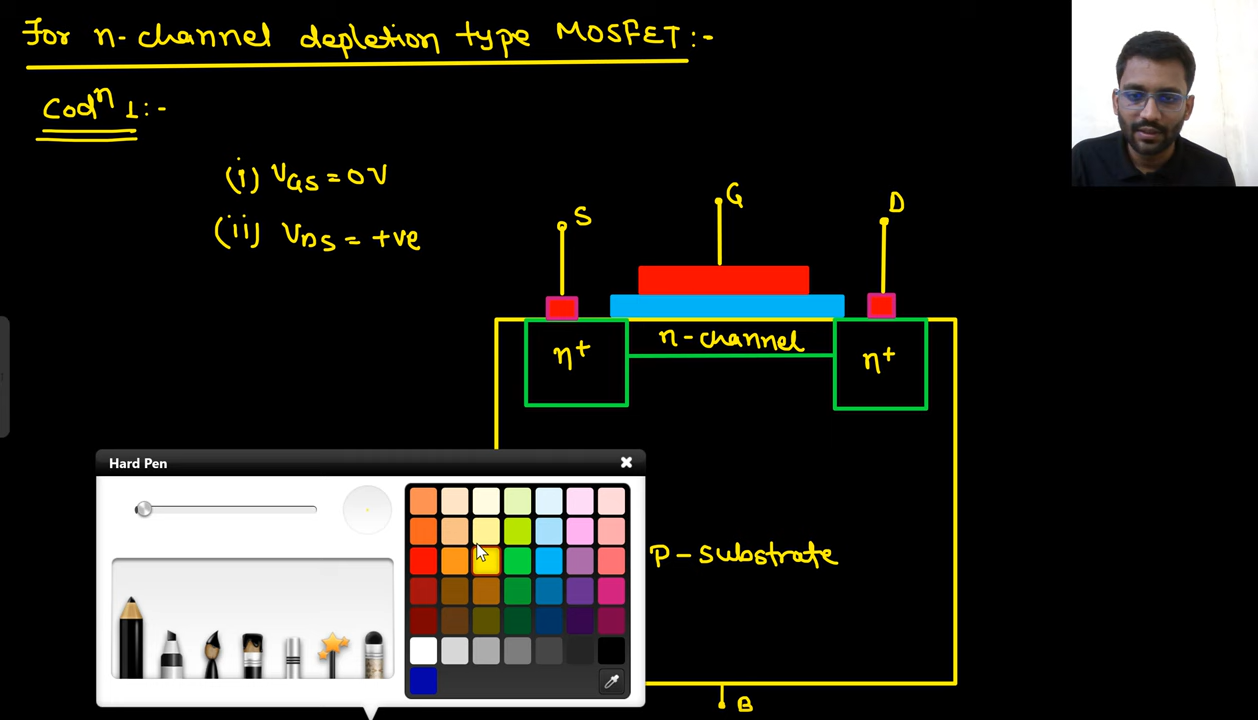 For n-channel depletion type MOSFET:-
Codⁿ 1:-
(i) VGS = 0V
(ii) VDS = +ve
S
G
D
n-channel
n+
n+
Hard Pen
P-substrate
B